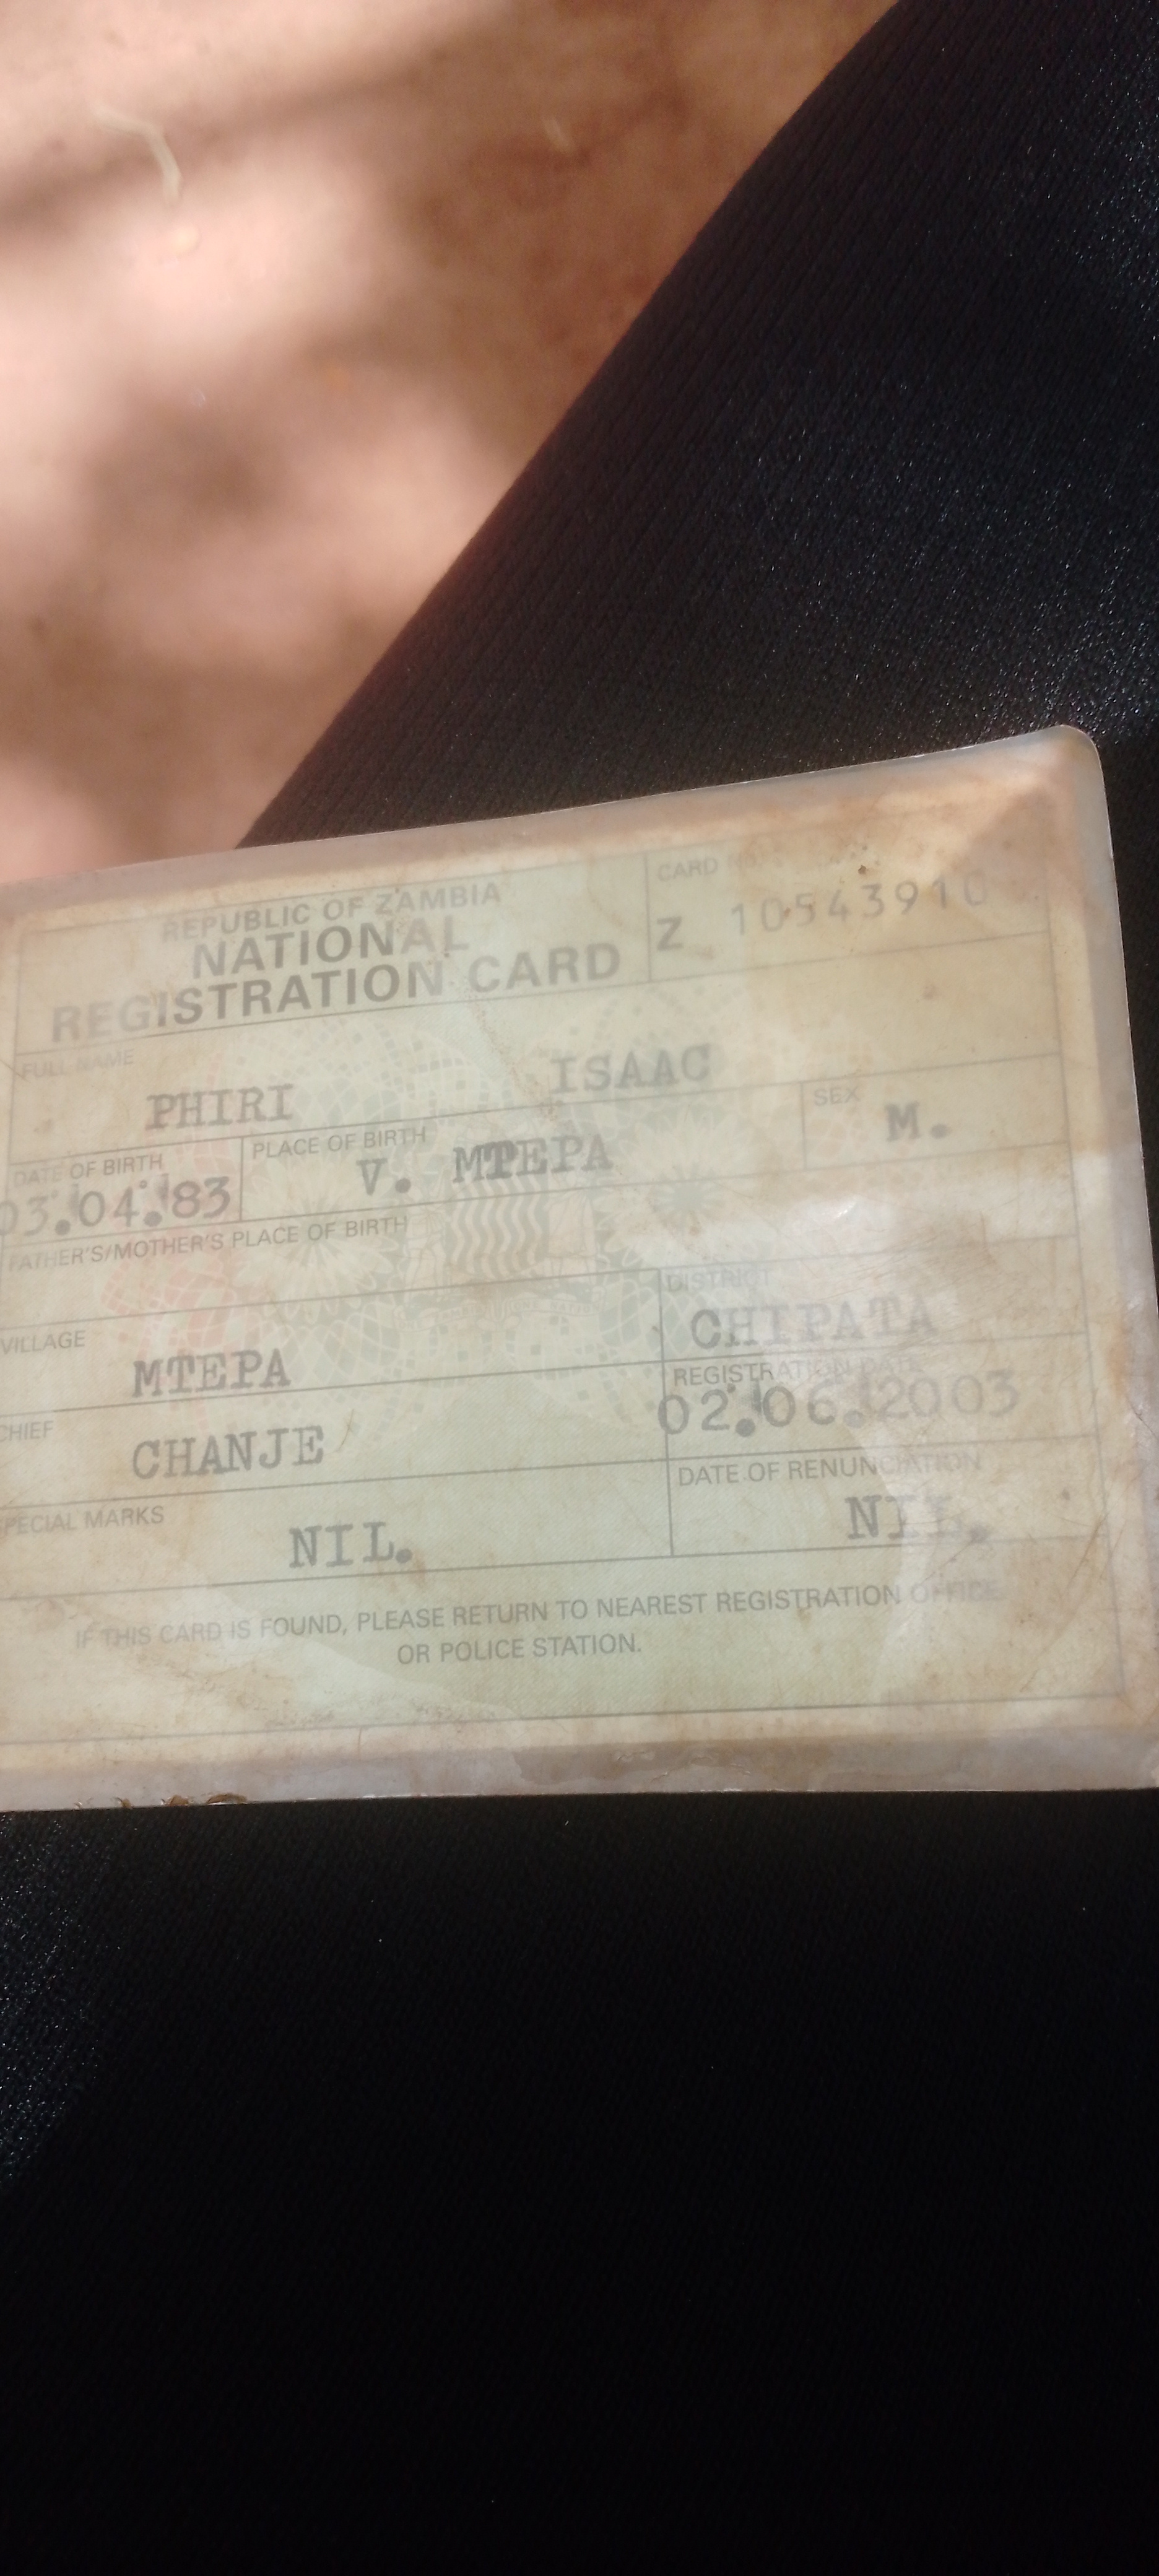 REPUBLIC OF ZAMBIA
NATIONAL
REGISTRATION CARD
CARD
Z 10543910
FULL NAME
PHIRI ISAAC
DATE OF BIRTH
03.04.'83
PLACE OF BIRTH
V. MTEPA
SEX
M.
FATHER'S/MOTHER'S PLACE OF BIRTH
VILLAGE
MTEPA
DISTRICT
CHIPATA
CHIEF
CHANJE
REGISTRATION DATE
02.06.2003
SPECIAL MARKS
NIL.
DATE OF RENUNCIATION
NIL.
IF THIS CARD IS FOUND, PLEASE RETURN TO NEAREST REGISTRATION OFFICE
OR POLICE STATION.